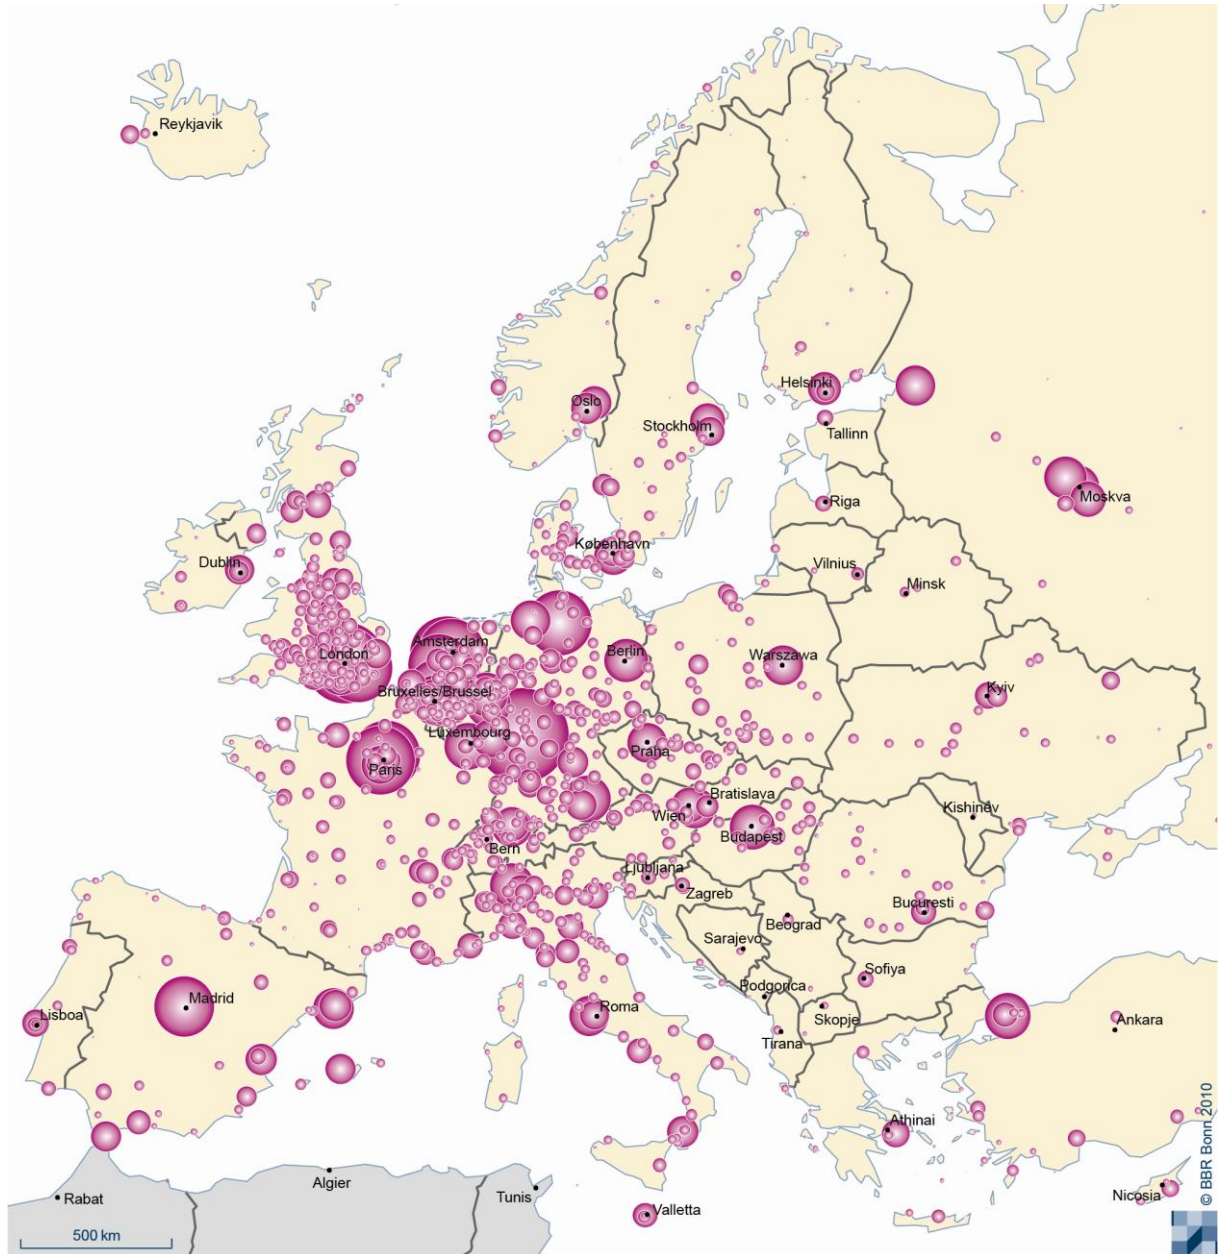 Reykjavik
Helsinki
Oslo
Stockholm
Tallinn
Moskva
Riga
København
Dublin
Vilnius
Minsk
Amsterdam
London
Berlin
Warszawa
Bruxelles/Brussel
Kyiv
Luxembourg
Praha
Paris
Bratislava
Kishinev
Wien
Budapest
Bern
Ljubljana
Zagreb
Bucuresti
Beograd
Sarajevo
Sofiya
Podgorica
Madrid
Skopje
Roma
Ankara
Lisboa
Tirana
Athinai
Algier
Tunis
Nicosia
Rabat
Valletta
500 km
© BBR Bonn 2010